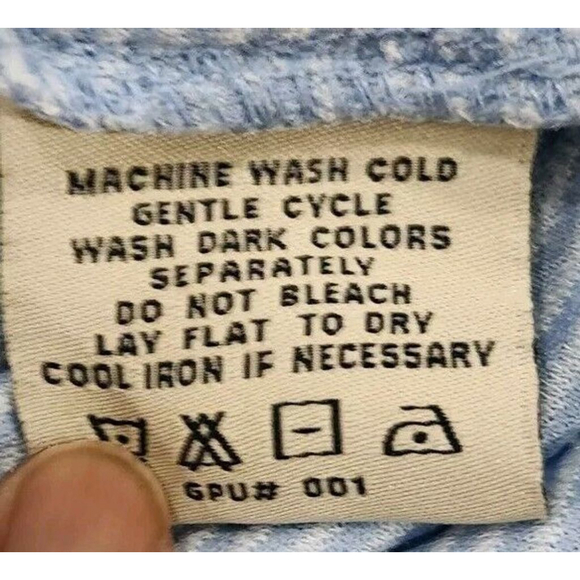 MACHINE WASH COLD
GENTLE CYCLE
WASH DARK COLORS
SEPARATELY
DO NOT BLEACH
LAY FLAT TO DRY
COOL IRON IF NECESSARY
GPU# 001